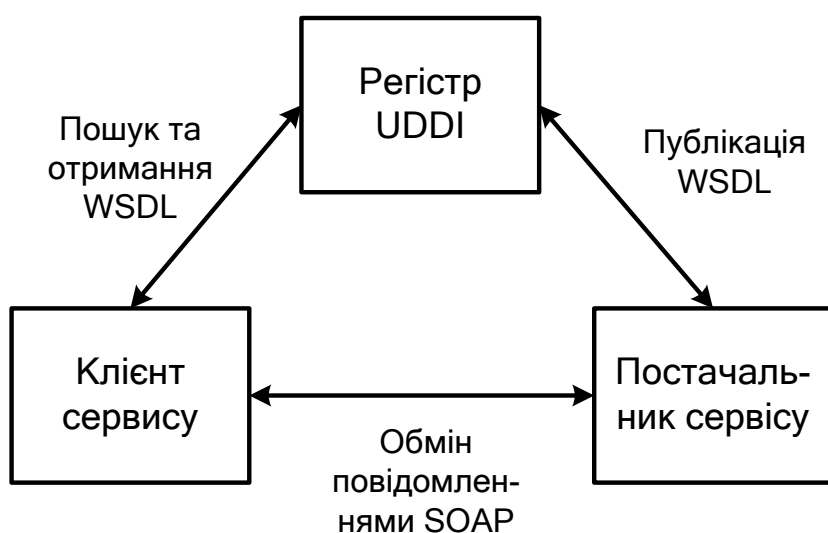 Регістр
UDDI
Пошук та
отримання
WSDL
Публікація
WSDL
Клієнт
сервису
Постачаль-
ник сервісу
Обмін
повідомлен-
нями SOAP